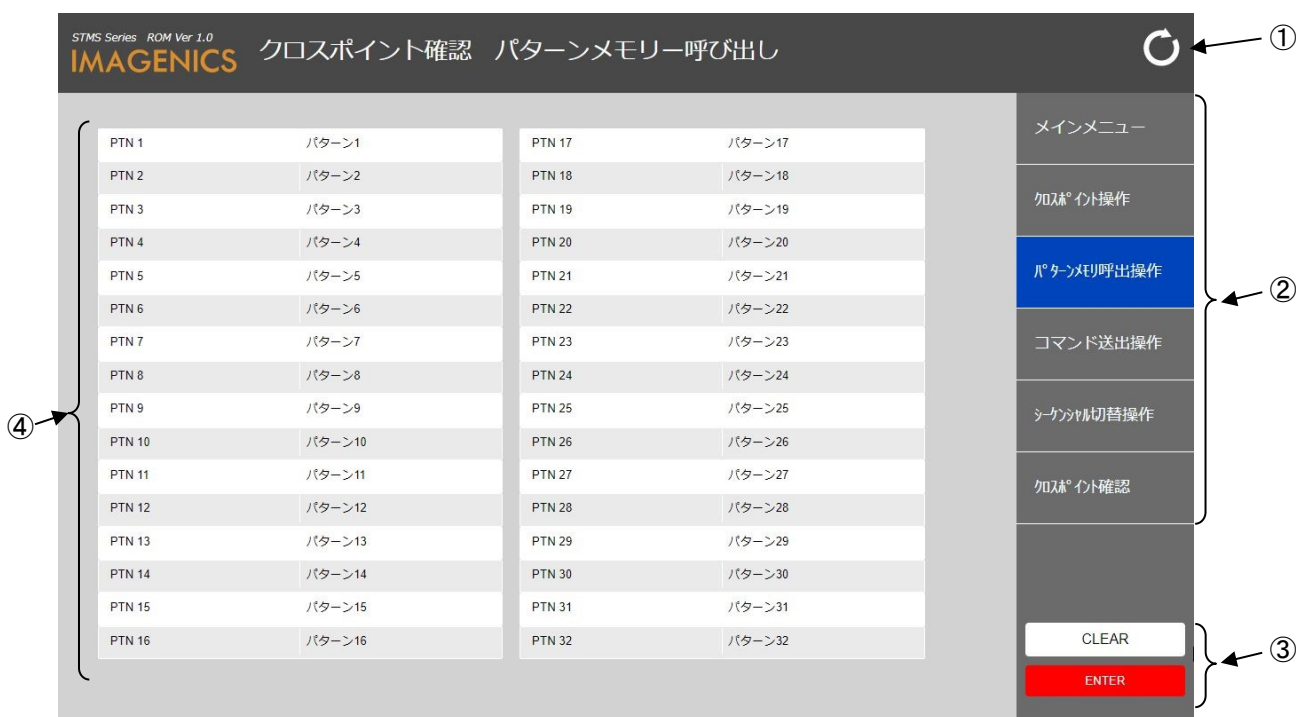 STMS Series ROM Ver 1.0
IMAGENICS
クロスポイント確認 パターンメモリー呼び出し
①
メインメニュー
ｸﾛｽﾎﾟｲﾝﾄ操作
ﾊﾟﾀｰﾝﾒﾓﾘ呼出操作
コマンド送出操作
ｼｰｹﾝｼｬﾙ切替操作
ｸﾛｽﾎﾟｲﾝﾄ確認
②
CLEAR
ENTER
③
④
PTN 1 パターン1
PTN 2 パターン2
PTN 3 パターン3
PTN 4 パターン4
PTN 5 パターン5
PTN 6 パターン6
PTN 7 パターン7
PTN 8 パターン8
PTN 9 パターン9
PTN 10 パターン10
PTN 11 パターン11
PTN 12 パターン12
PTN 13 パターン13
PTN 14 パターン14
PTN 15 パターン15
PTN 16 パターン16
PTN 17 パターン17
PTN 18 パターン18
PTN 19 パターン19
PTN 20 パターン20
PTN 21 パターン21
PTN 22 パターン22
PTN 23 パターン23
PTN 24 パターン24
PTN 25 パターン25
PTN 26 パターン26
PTN 27 パターン27
PTN 28 パターン28
PTN 29 パターン29
PTN 30 パターン30
PTN 31 パターン31
PTN 32 パターン32